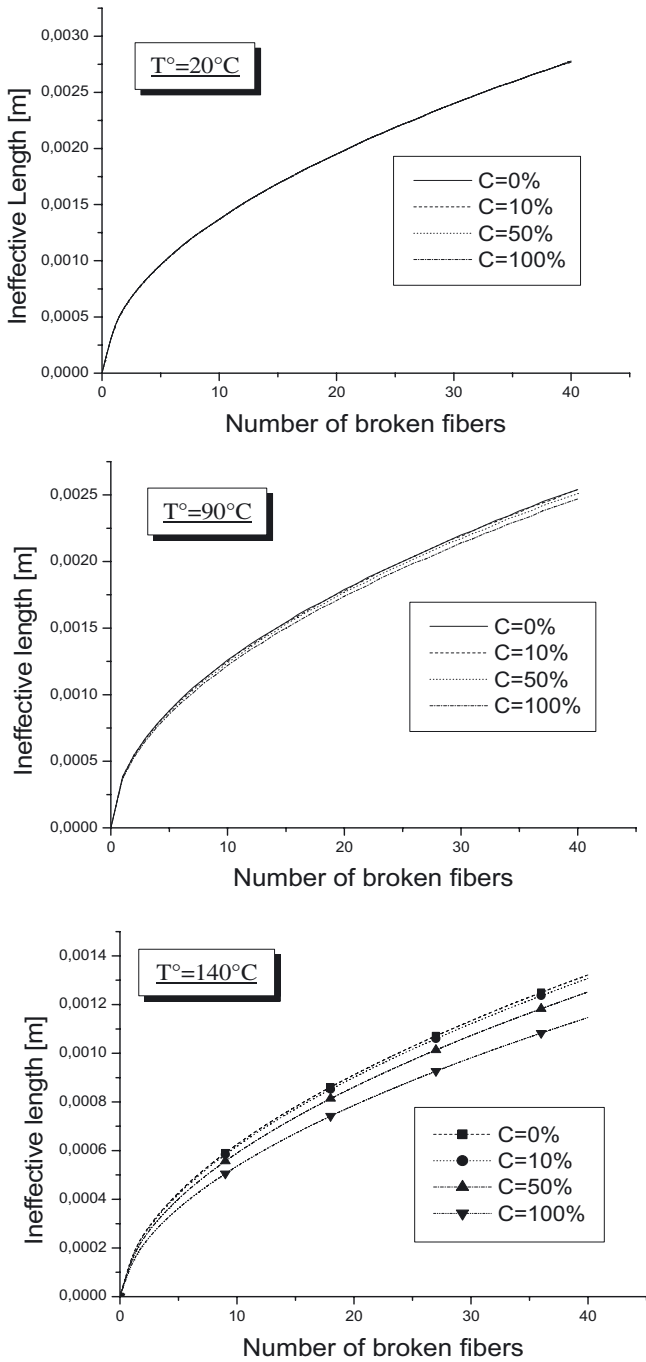 0,0030
T°=20°C
0,0025
0,0020
0,0015
0,0010
0,0005
0,0000
Ineffective Length [m]
C=0%
C=10%
C=50%
C=100%
0 10 20 30 40
Number of broken fibers
T°=90°C
0,0025
0,0020
0,0015
0,0010
0,0005
0,0000
Ineffective length [m]
C=0%
C=10%
C=50%
C=100%
0 10 20 30 40
Number of broken fibers
T°=140°C
0,0014
0,0012
0,0010
0,0008
0,0006
0,0004
0,0002
0,0000
Ineffective length [m]
C=0%
C=10%
C=50%
C=100%
0 10 20 30 40
Number of broken fibers